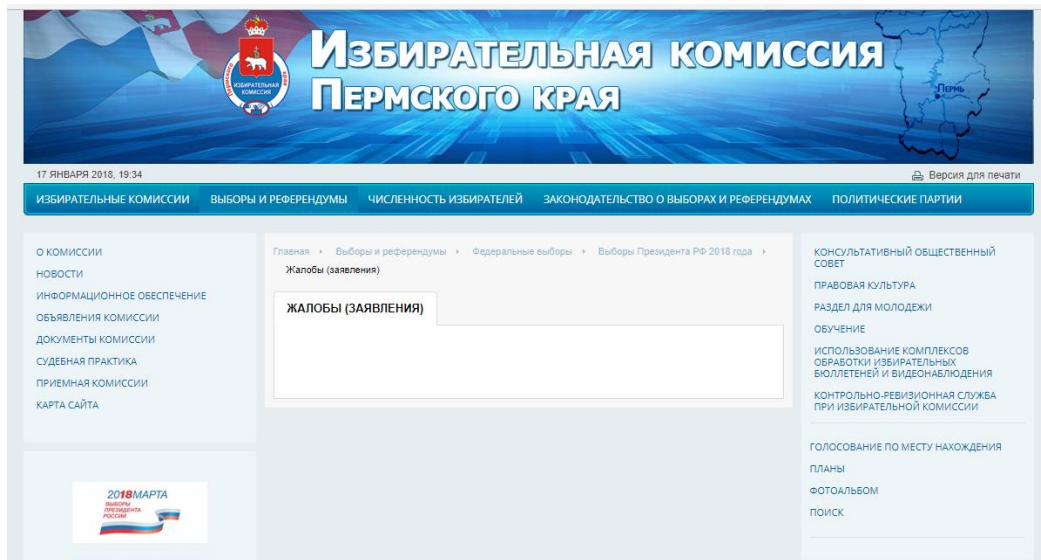 ИЗБИРАТЕЛЬНАЯ КОМИССИЯ
ПЕРМСКОГО КРАЯ
ИЗБИРАТЕЛЬНАЯ
КОМИССИЯ
Пермского края
ПЕРМЬ
17 ЯНВАРЯ 2018, 19:34
Версия для печати
ИЗБИРАТЕЛЬНЫЕ КОМИССИИ ВЫБОРЫ И РЕФЕРЕНДУМЫ ЧИСЛЕННОСТЬ ИЗБИРАТЕЛЕЙ ЗАКОНОДАТЕЛЬСТВО О ВЫБОРАХ И РЕФЕРЕНДУМАХ ПОЛИТИЧЕСКИЕ ПАРТИИ
О КОМИССИИ
НОВОСТИ
ИНФОРМАЦИОННОЕ ОБЕСПЕЧЕНИЕ
ОБЪЯВЛЕНИЯ КОМИССИИ
ДОКУМЕНТЫ КОМИССИИ
СУДЕБНАЯ ПРАКТИКА
ПРИЕМНАЯ КОМИССИИ
КАРТА САЙТА
2018МАРТА
ВЫБОРЫ
ПРЕЗИДЕНТА
РОССИИ
Главная › Выборы и референдумы › Федеральные выборы › Выборы Президента РФ 2018 года ›
Жалобы (заявления)
ЖАЛОБЫ (ЗАЯВЛЕНИЯ)
КОНСУЛЬТАТИВНЫЙ ОБЩЕСТВЕННЫЙ
СОВЕТ
ПРАВОВАЯ КУЛЬТУРА
РАЗДЕЛ ДЛЯ МОЛОДЕЖИ
ОБУЧЕНИЕ
ИСПОЛЬЗОВАНИЕ КОМПЛЕКСОВ
ОБРАБОТКИ ИЗБИРАТЕЛЬНЫХ
БЮЛЛЕТЕНЕЙ И ВИДЕОНАБЛЮДЕНИЯ
КОНТРОЛЬНО-РЕВИЗИОННАЯ СЛУЖБА
ПРИ ИЗБИРАТЕЛЬНОЙ КОМИССИИ
ГОЛОСОВАНИЕ ПО МЕСТУ НАХОЖДЕНИЯ
ПЛАНЫ
ФОТОАЛЬБОМ
ПОИСК